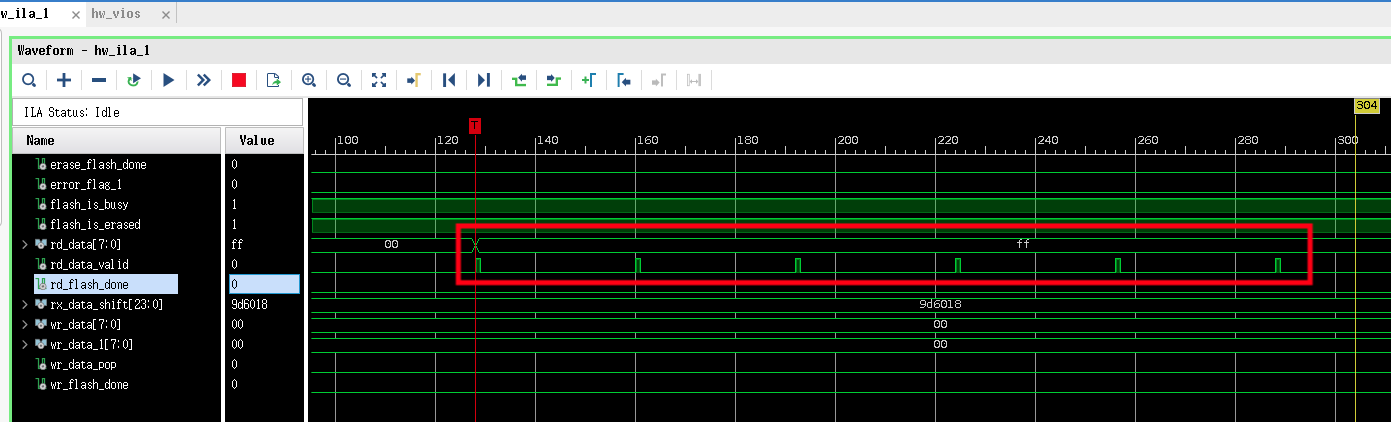 w_ila_1 × hw_vios ×
Waveform - hw_ila_1
ILA Status: Idle
304
T
100 120 140 160 180 200 220 240 260 280 300
Name Value
erase_flash_done 0
error_flag_1 0
flash_is_busy 1
flash_is_erased 1
rd_data[7:0] ff 00 ff
rd_data_valid 0
rd_flash_done 0
rx_data_shift[23:0] 9d6018 9d6018
wr_data[7:0] 00 00
wr_data_1[7:0] 00 00
wr_data_pop 0
wr_flash_done 0